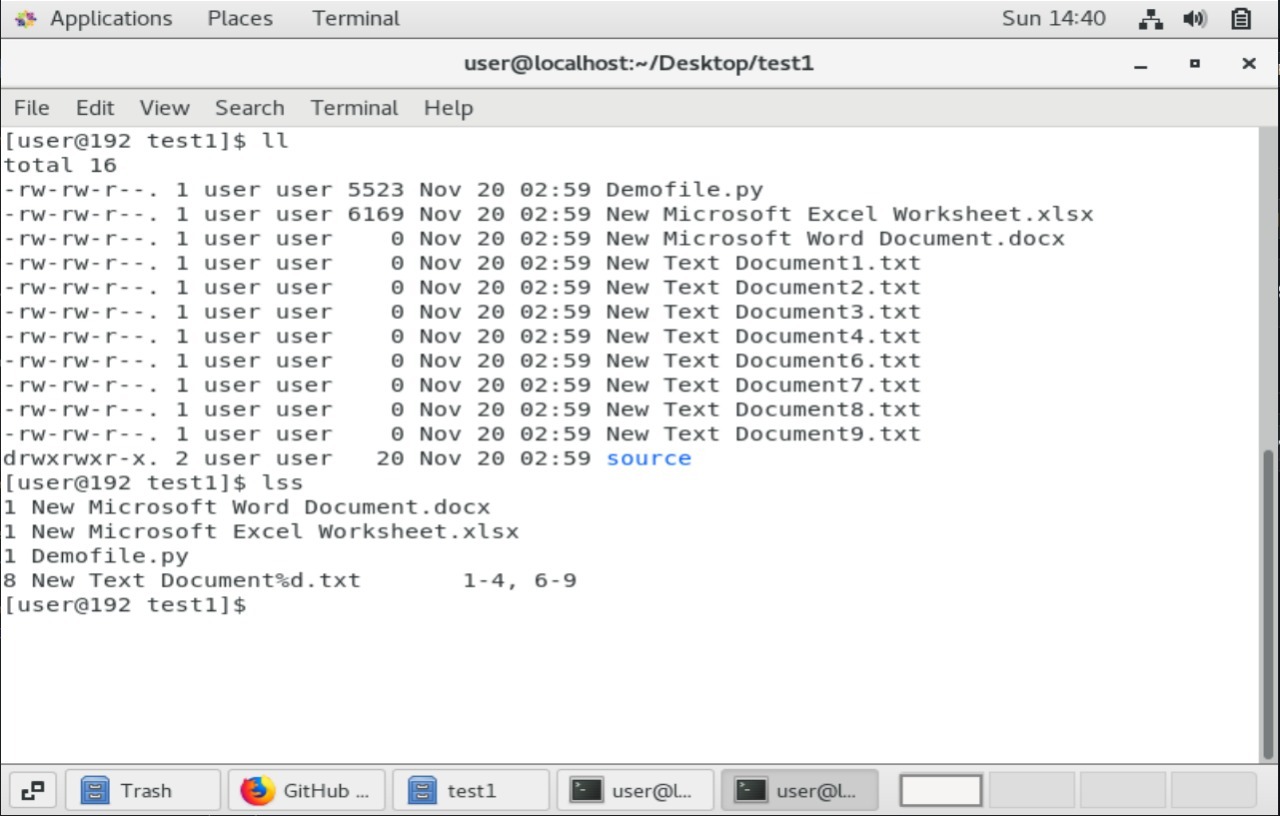 Applications Places Terminal Sun 14:40
user@localhost:~/Desktop/test1
File Edit View Search Terminal Help
[user@192 test1]$ ll
total 16
-rw-rw-r--. 1 user user 5523 Nov 20 02:59 Demofile.py
-rw-rw-r--. 1 user user 6169 Nov 20 02:59 New Microsoft Excel Worksheet.xlsx
-rw-rw-r--. 1 user user    0 Nov 20 02:59 New Microsoft Word Document.docx
-rw-rw-r--. 1 user user    0 Nov 20 02:59 New Text Document1.txt
-rw-rw-r--. 1 user user    0 Nov 20 02:59 New Text Document2.txt
-rw-rw-r--. 1 user user    0 Nov 20 02:59 New Text Document3.txt
-rw-rw-r--. 1 user user    0 Nov 20 02:59 New Text Document4.txt
-rw-rw-r--. 1 user user    0 Nov 20 02:59 New Text Document6.txt
-rw-rw-r--. 1 user user    0 Nov 20 02:59 New Text Document7.txt
-rw-rw-r--. 1 user user    0 Nov 20 02:59 New Text Document8.txt
-rw-rw-r--. 1 user user    0 Nov 20 02:59 New Text Document9.txt
drwxrwxr-x. 2 user user   20 Nov 20 02:59 source
[user@192 test1]$ lss
1 New Microsoft Word Document.docx
1 New Microsoft Excel Worksheet.xlsx
1 Demofile.py
8 New Text Document%d.txt       1-4, 6-9
[user@192 test1]$
Trash GitHub ... test1 user@l... user@l...